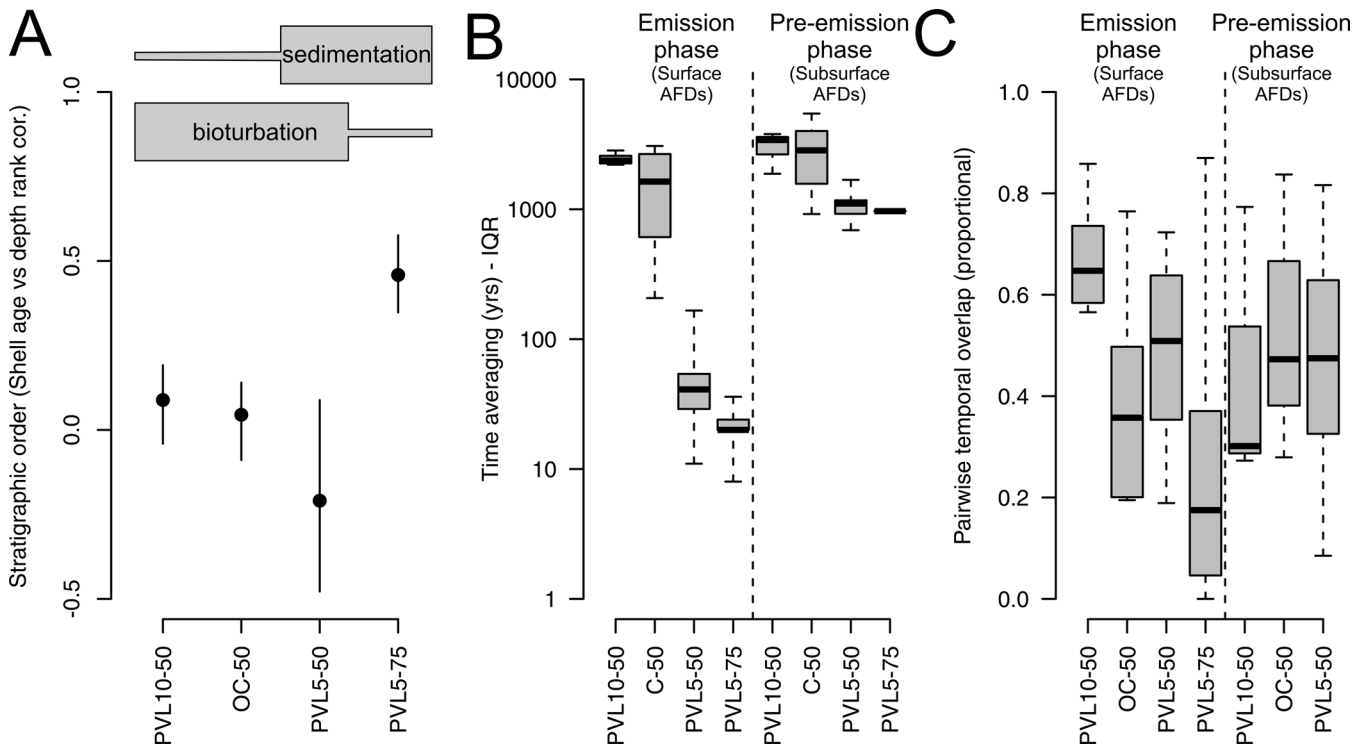 A
sedimentation
bioturbation
Stratigraphic order (Shell age vs depth rank cor.)
1.0
0.5
0.0
-0.5
PVL10-50
OC-50
PVL5-50
PVL5-75
B
Emission
phase
(Surface
AFDs)
Pre-emission
phase
(Subsurface
AFDs)
Time averaging (yrs) - IQR
10000
1000
100
10
1
PVL10-50
C-50
PVL5-50
PVL5-75
PVL10-50
C-50
PVL5-50
PVL5-75
C
Emission
phase
(Surface
AFDs)
Pre-emission
phase
(Subsurface
AFDs)
Pairwise temporal overlap (proportional)
1.0
0.8
0.6
0.4
0.2
0.0
PVL10-50
OC-50
PVL5-50
PVL5-75
PVL10-50
OC-50
PVL5-50